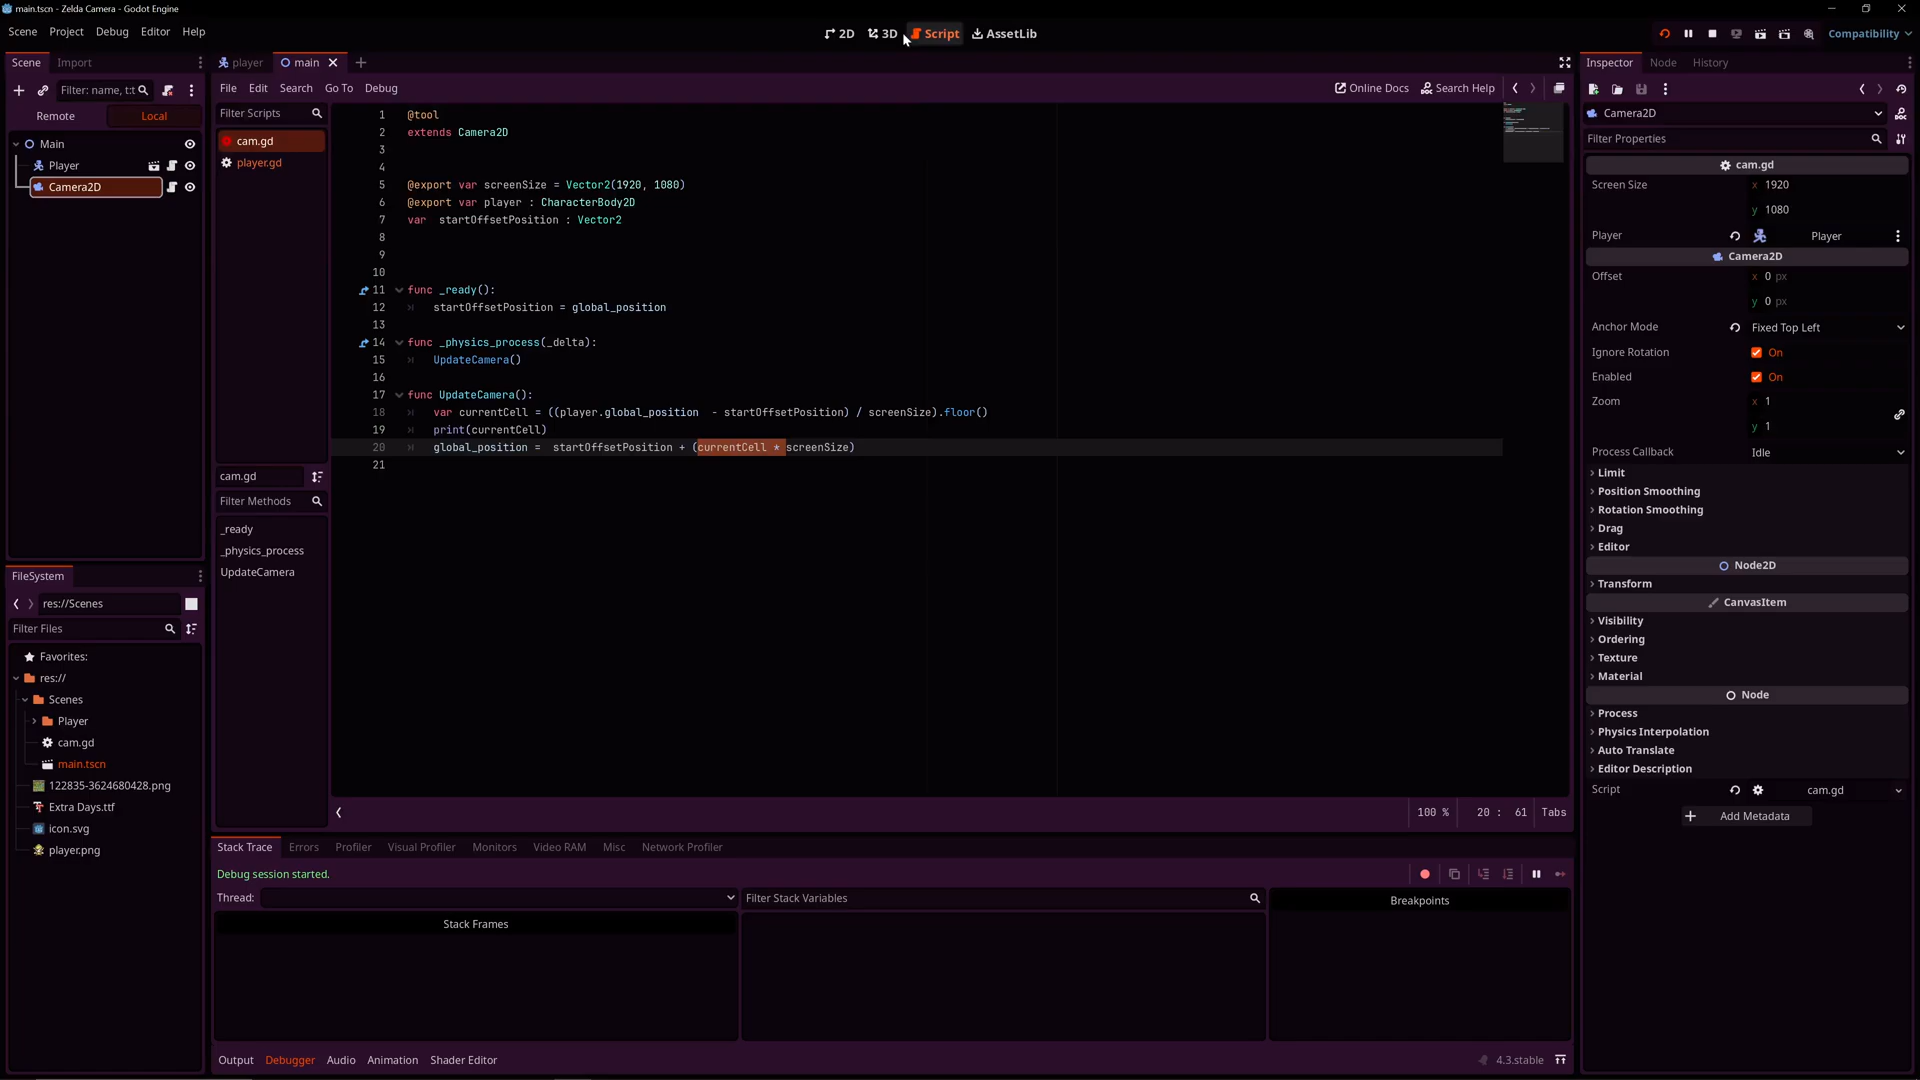 main.tscn - Zelda Camera - Godot Engine
Scene Project Debug Editor Help
2D 3D Script AssetLib
Compatibility
Scene Import
Filter: name, t:t
Remote Local
Main
Player
Camera2D
FileSystem
res://Scenes
Filter Files
Favorites:
res://
Scenes
Player
cam.gd
main.tscn
122835-3624680428.png
Extra Days.ttf
icon.svg
player.png
player main
File Edit Search Go To Debug
Online Docs Search Help
Filter Scripts
cam.gd
player.gd
cam.gd
Filter Methods
_ready
_physics_process
UpdateCamera
1 @tool
2 extends Camera2D
3
4
5 @export var screenSize = Vector2(1920, 1080)
6 @export var player : CharacterBody2D
7 var  startOffsetPosition : Vector2
8
9
10
11 func _ready():
12 startOffsetPosition = global_position
13
14 func _physics_process(_delta):
15 UpdateCamera()
16
17 func UpdateCamera():
18 var currentCell = ((player.global_position  - startOffsetPosition) / screenSize).floor()
19 print(currentCell)
20 global_position =  startOffsetPosition + (currentCell * screenSize)
21
100 % 20 : 61 Tabs
Stack Trace Errors Profiler Visual Profiler Monitors Video RAM Misc Network Profiler
Debug session started.
Thread: Filter Stack Variables
Stack Frames
Breakpoints
Output Debugger Audio Animation Shader Editor
4.3.stable
Inspector Node History
Camera2D
Filter Properties
cam.gd
Screen Size x 1920
y 1080
Player Player
Camera2D
Offset x 0 px
y 0 px
Anchor Mode Fixed Top Left
Ignore Rotation On
Enabled On
Zoom x 1
y 1
Process Callback Idle
Limit
Position Smoothing
Rotation Smoothing
Drag
Editor
Node2D
Transform
CanvasItem
Visibility
Ordering
Texture
Material
Node
Process
Physics Interpolation
Auto Translate
Editor Description
Script cam.gd
Add Metadata